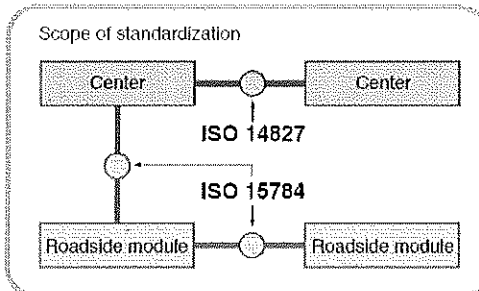 Scope of standardization
Center
Center
ISO 14827
ISO 15784
Roadside module
Roadside module